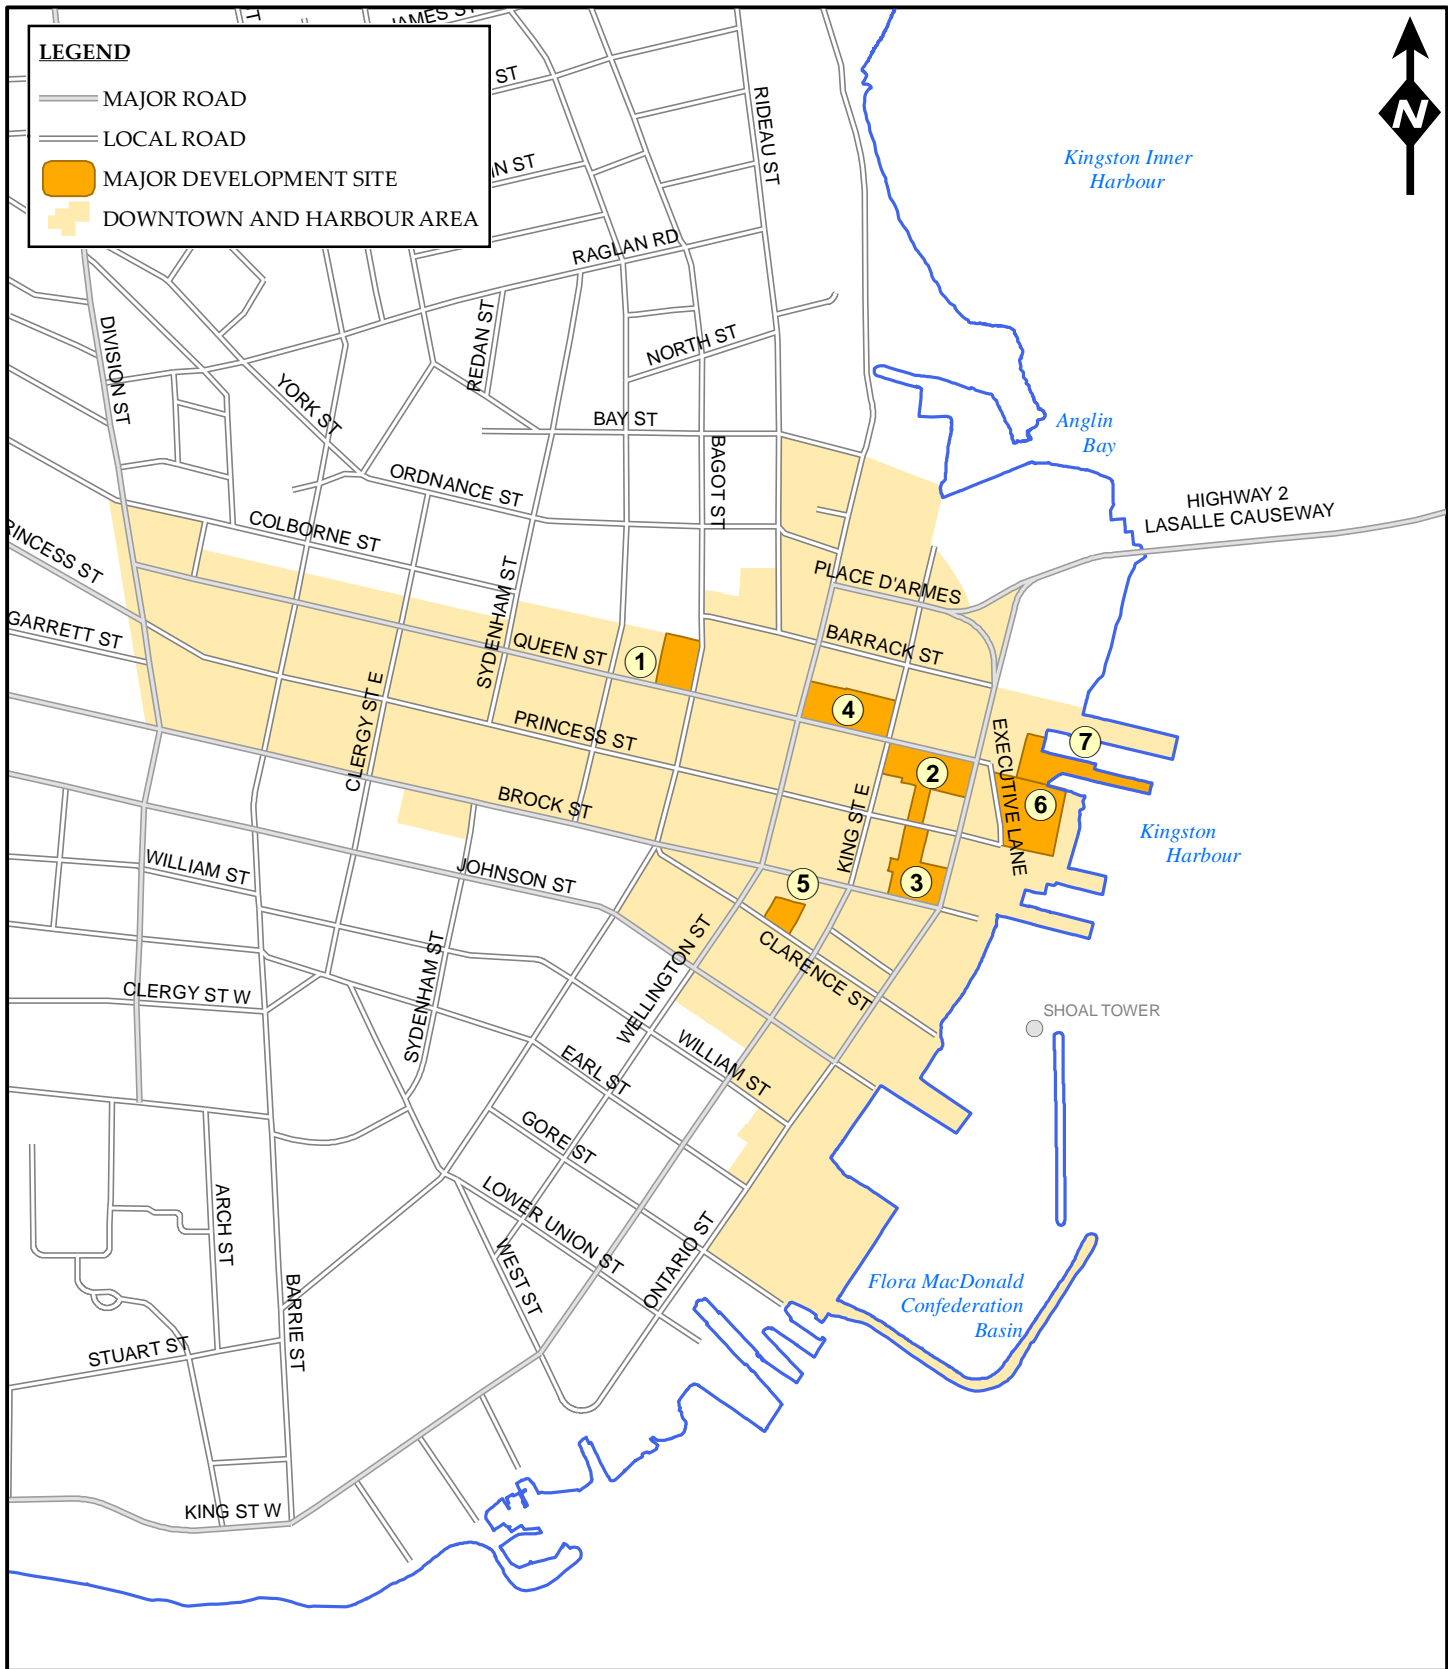 JAMES ST
LEGEND
MAJOR ROAD
LOCAL ROAD
MAJOR DEVELOPMENT SITE
DOWNTOWN AND HARBOUR AREA
ST
N
RIDEAU ST
Kingston Inner
Harbour
RAGLAN RD
REDAN ST
NORTH ST
DIVISION ST
YORK ST
BAY ST
Anglin
Bay
BAGOT ST
ORDNANCE ST
HIGHWAY 2
LASALLE CAUSEWAY
COLBORNE ST
RINCESS ST
PLACE D'ARMES
SYDENHAM ST
GARRETT ST
QUEEN ST
1
BARRACK ST
CLERGY ST E
4
PRINCESS ST
EXECUTIVE LANE
7
2
6
BROCK ST
KING ST E
Kingston
Harbour
WILLIAM ST
JOHNSON ST
5
3
WELLINGTON ST
CLARENCE ST
CLERGY ST W
SYDENHAM ST
SHOAL TOWER
EARL ST
WILLIAM ST
GORE ST
ARCH ST
LOWER UNION ST
WEST ST
ONTARIO ST
BARRIE ST
Flora MacDonald
Confederation
Basin
STUART ST
KING ST W